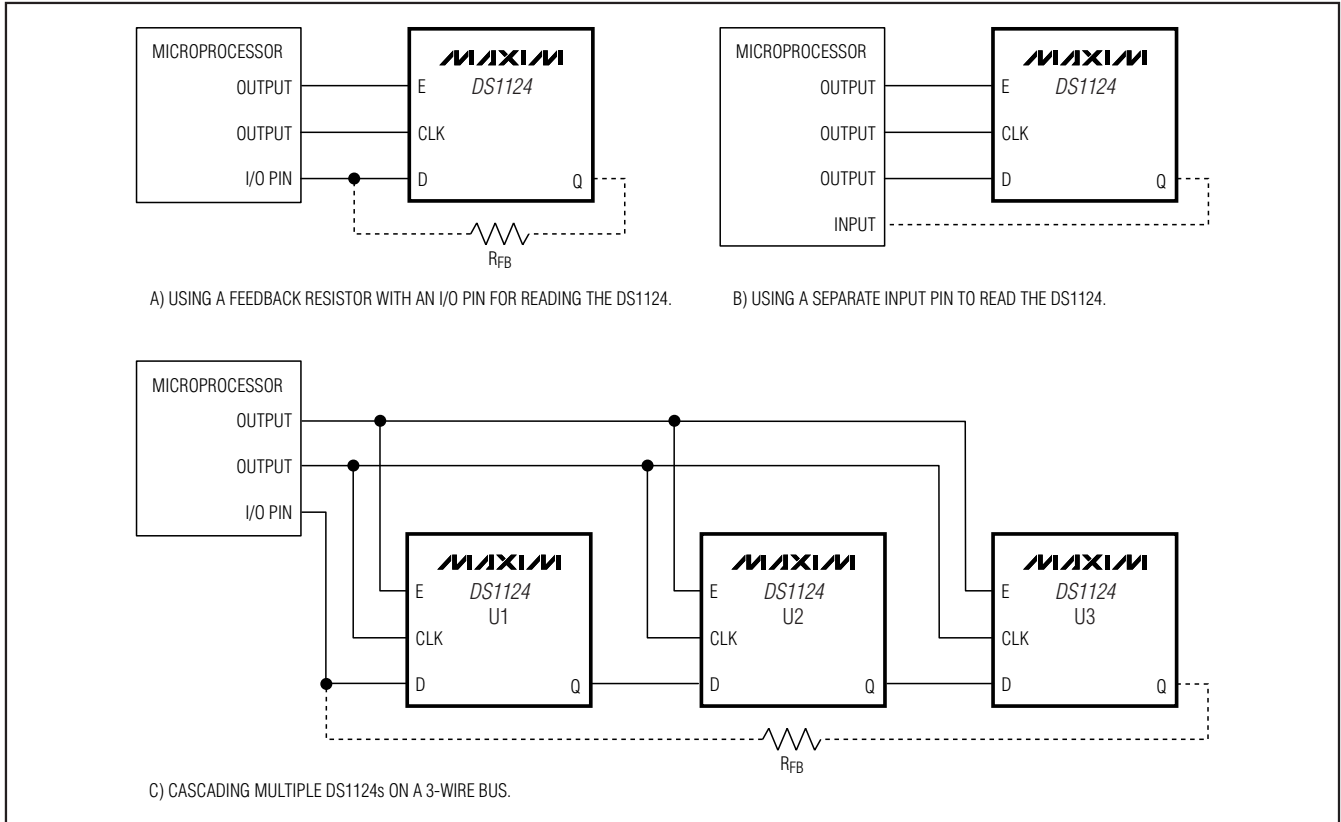 MICROPROCESSOR
OUTPUT
OUTPUT
I/O PIN
MAXIM
DS1124
E
CLK
D
Q
RFB
A) USING A FEEDBACK RESISTOR WITH AN I/O PIN FOR READING THE DS1124.
MICROPROCESSOR
OUTPUT
OUTPUT
OUTPUT
INPUT
MAXIM
DS1124
E
CLK
D
Q
B) USING A SEPARATE INPUT PIN TO READ THE DS1124.
MICROPROCESSOR
OUTPUT
OUTPUT
I/O PIN
MAXIM
DS1124
U1
E
CLK
D
Q
MAXIM
DS1124
U2
E
CLK
D
Q
MAXIM
DS1124
U3
E
CLK
D
Q
RFB
C) CASCADING MULTIPLE DS1124s ON A 3-WIRE BUS.